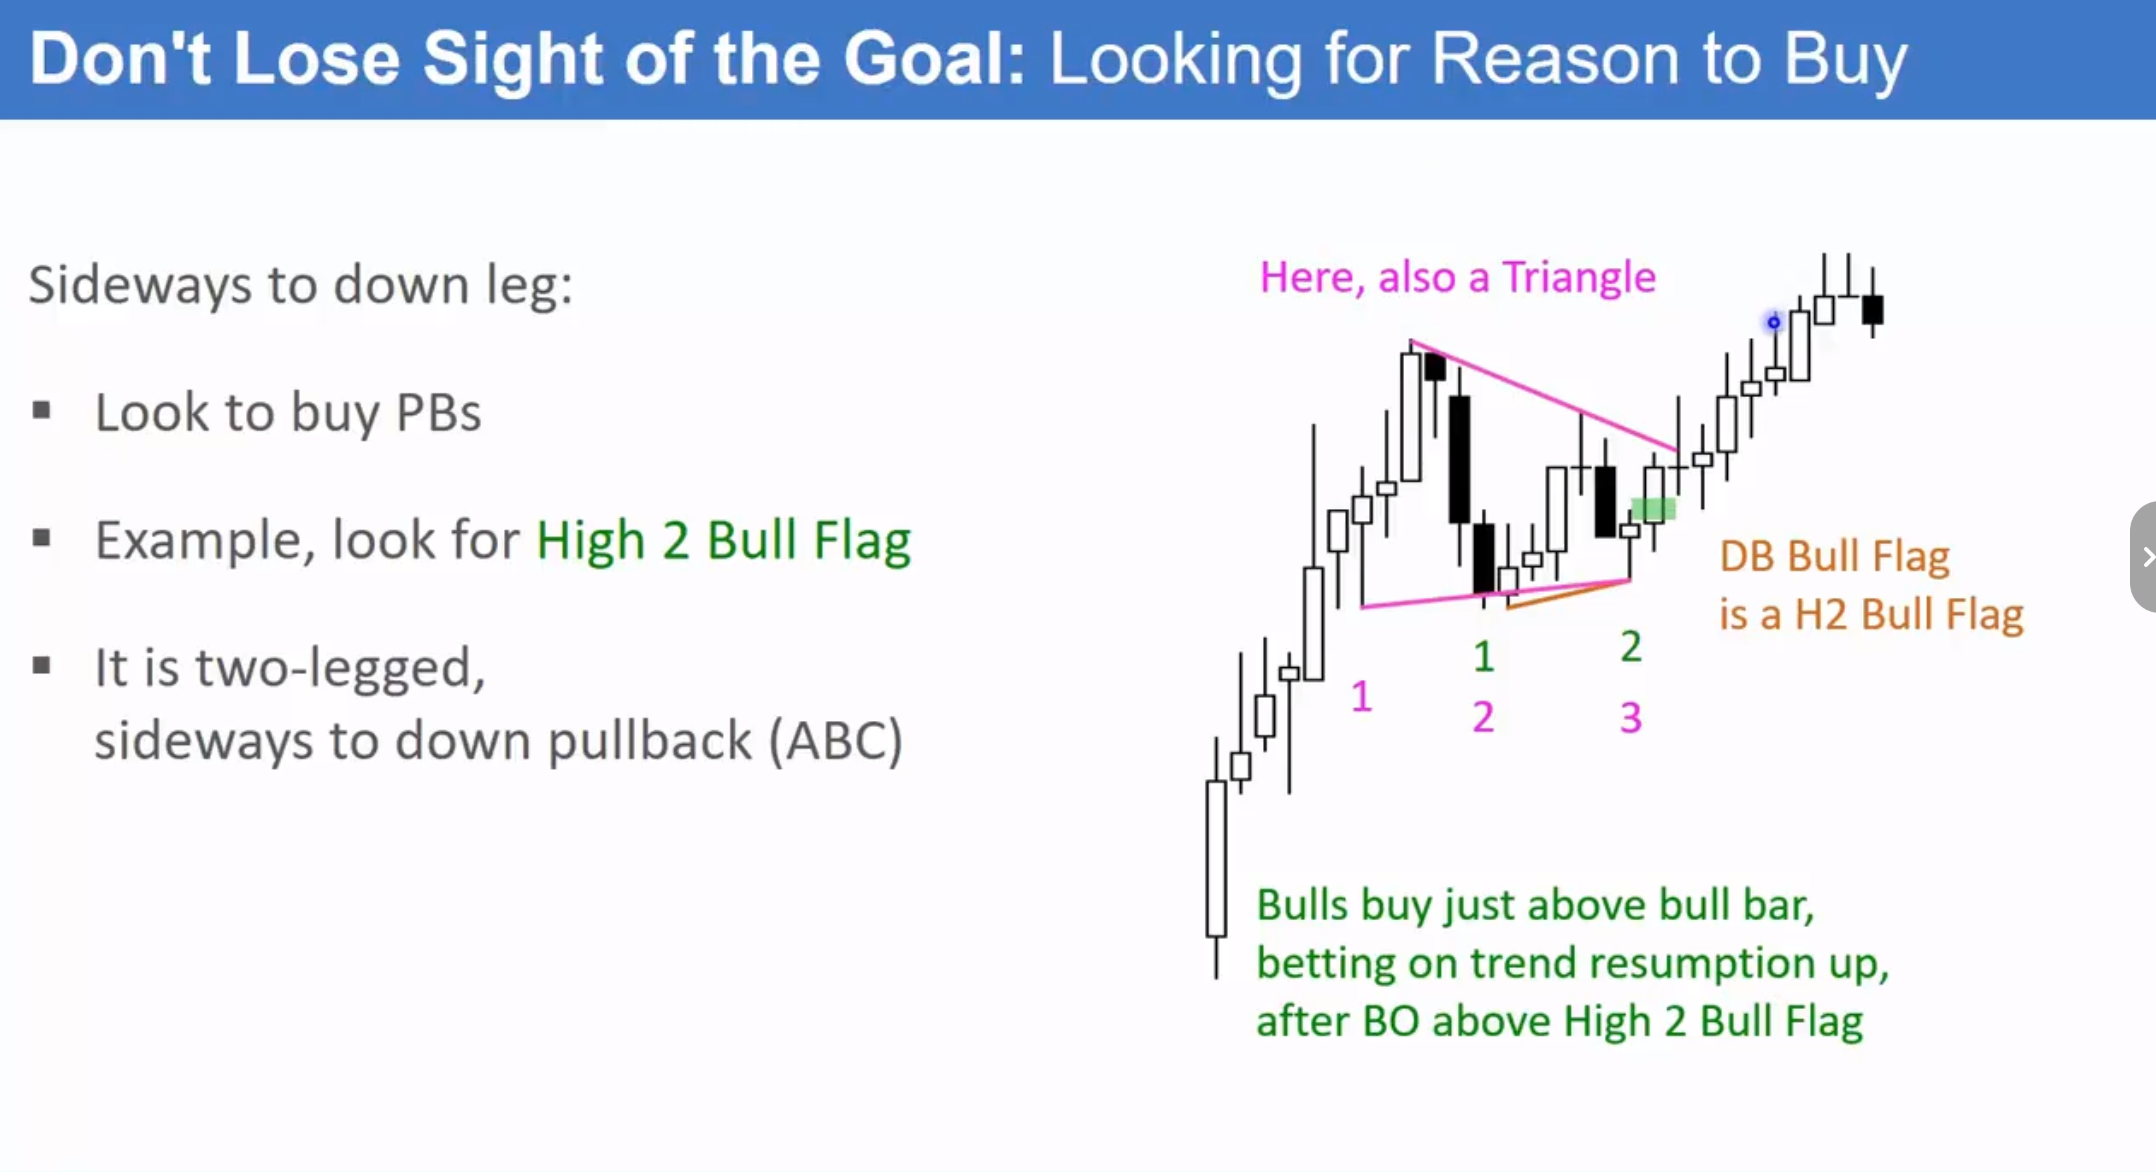 Don't Lose Sight of the Goal: Looking for Reason to Buy
Sideways to down leg:
▪ Look to buy PBs
▪ Example, look for High 2 Bull Flag
▪ It is two-legged,
sideways to down pullback (ABC)
Here, also a Triangle
DB Bull Flag
is a H2 Bull Flag
1
2
1
2
3
Bulls buy just above bull bar,
betting on trend resumption up,
after BO above High 2 Bull Flag